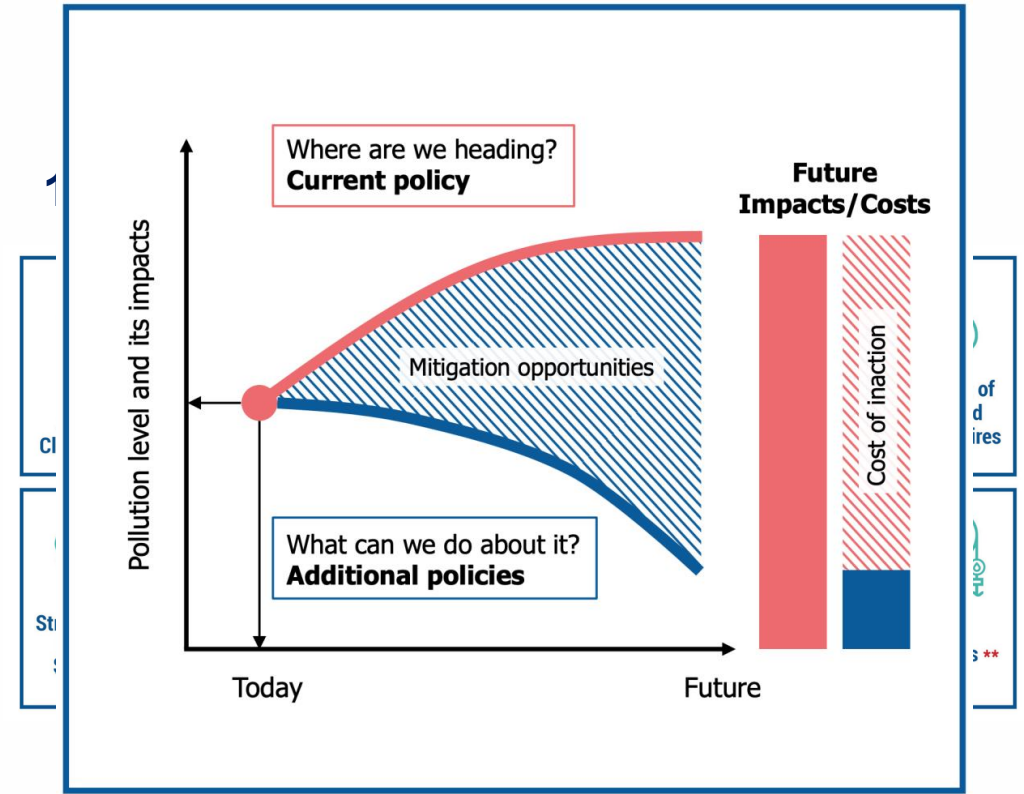 Where are we heading?
Current policy
Future
Impacts/Costs
Pollution level and its impacts
Mitigation opportunities
Cost of inaction
What can we do about it?
Additional policies
Today
Future
of
**